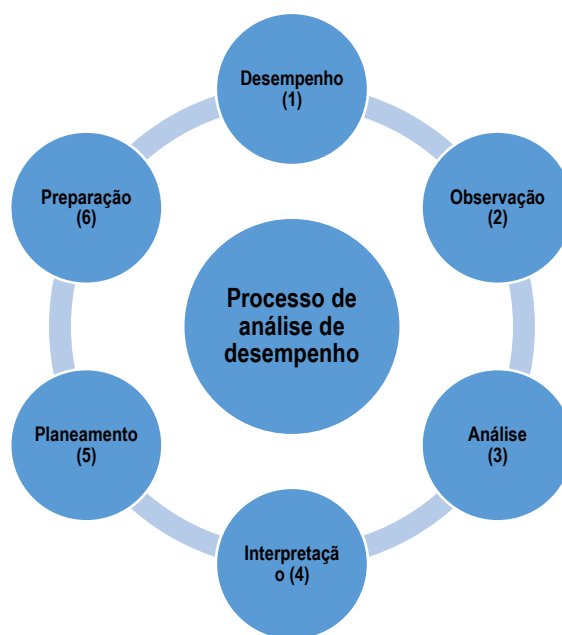 Desempenho
(1)
Observação
(2)
Análise
(3)
Interpretaçã
o (4)
Planeamento
(5)
Preparação
(6)
Processo de
análise de
desempenho